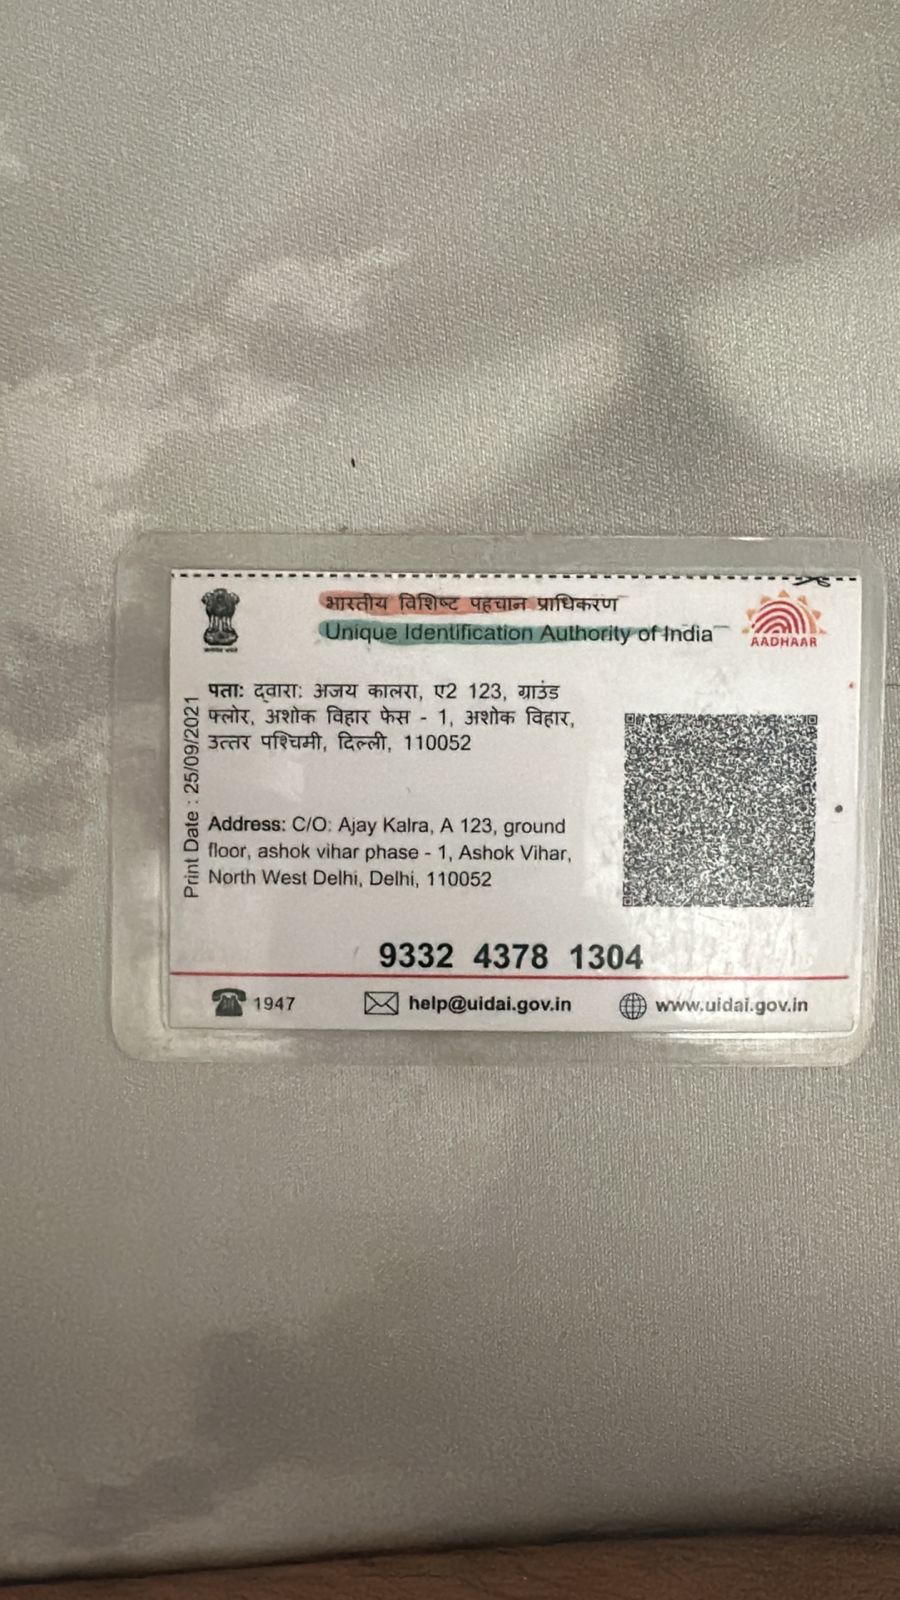 भारतीय विशिष्ट पहचान प्राधिकरण
Unique Identification Authority of India
AADHAAR
Print Date : 25/09/2021
पता: द्वारा: अजय कालरा, ए2 123, ग्राउंड
फ्लोर, अशोक विहार फेस - 1, अशोक विहार,
उत्तर पश्चिमी, दिल्ली, 110052
Address: C/O: Ajay Kalra, A 123, ground
floor, ashok vihar phase - 1, Ashok Vihar,
North West Delhi, Delhi, 110052
9332 4378 1304
1947
help@uidai.gov.in
www.uidai.gov.in